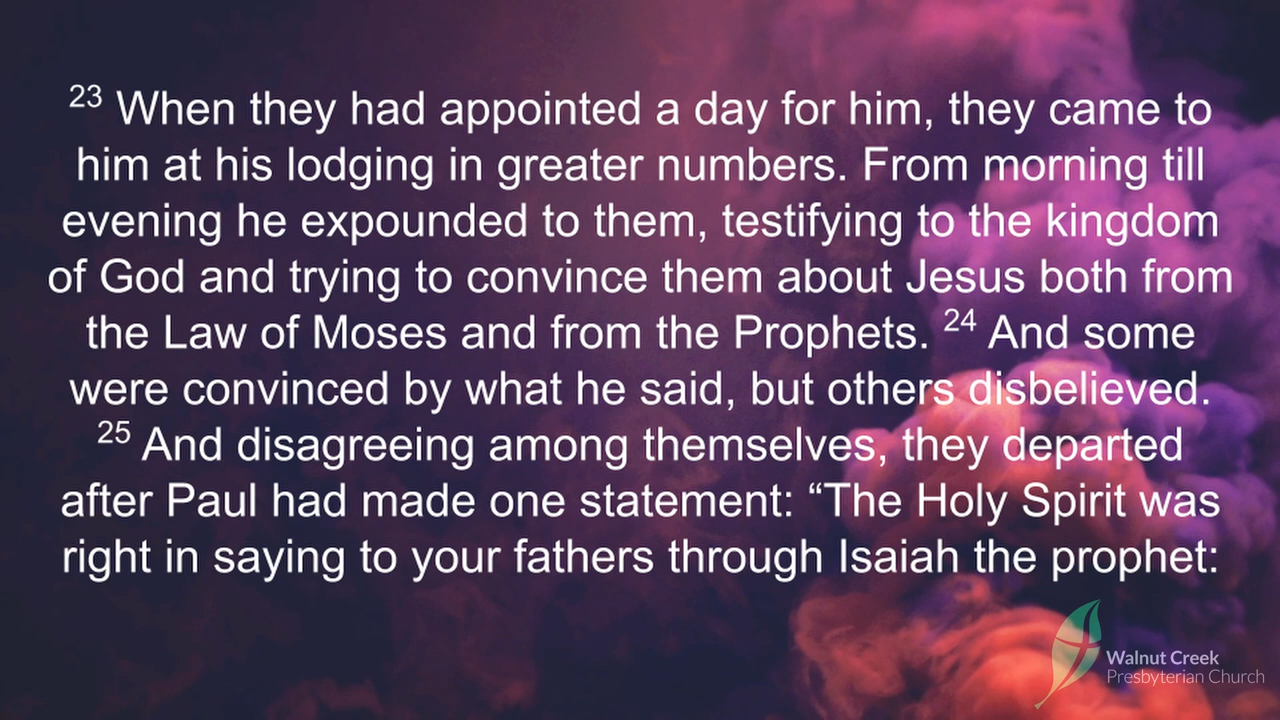 23 When they had appointed a day for him, they came to
him at his lodging in greater numbers. From morning till
evening he expounded to them, testifying to the kingdom
of God and trying to convince them about Jesus both from
the Law of Moses and from the Prophets. 24 And some
were convinced by what he said, but others disbelieved.
25 And disagreeing among themselves, they departed
after Paul had made one statement: “The Holy Spirit was
right in saying to your fathers through Isaiah the prophet:
Walnut Creek
Presbyterian Church